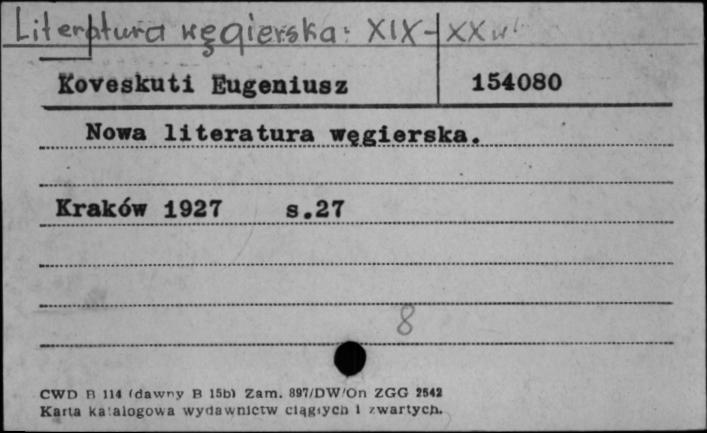 Literatura węgierska: XIX-XX w.
Koveskuti Eugeniusz 154080
Nowa literatura węgierska.
Kraków 1927 s.27
8
CWD B 114 (dawny B 15b) Zam. 897/DW/On ZGG 2542
Karta katalogowa wydawnictw ciągłych i zwartych.